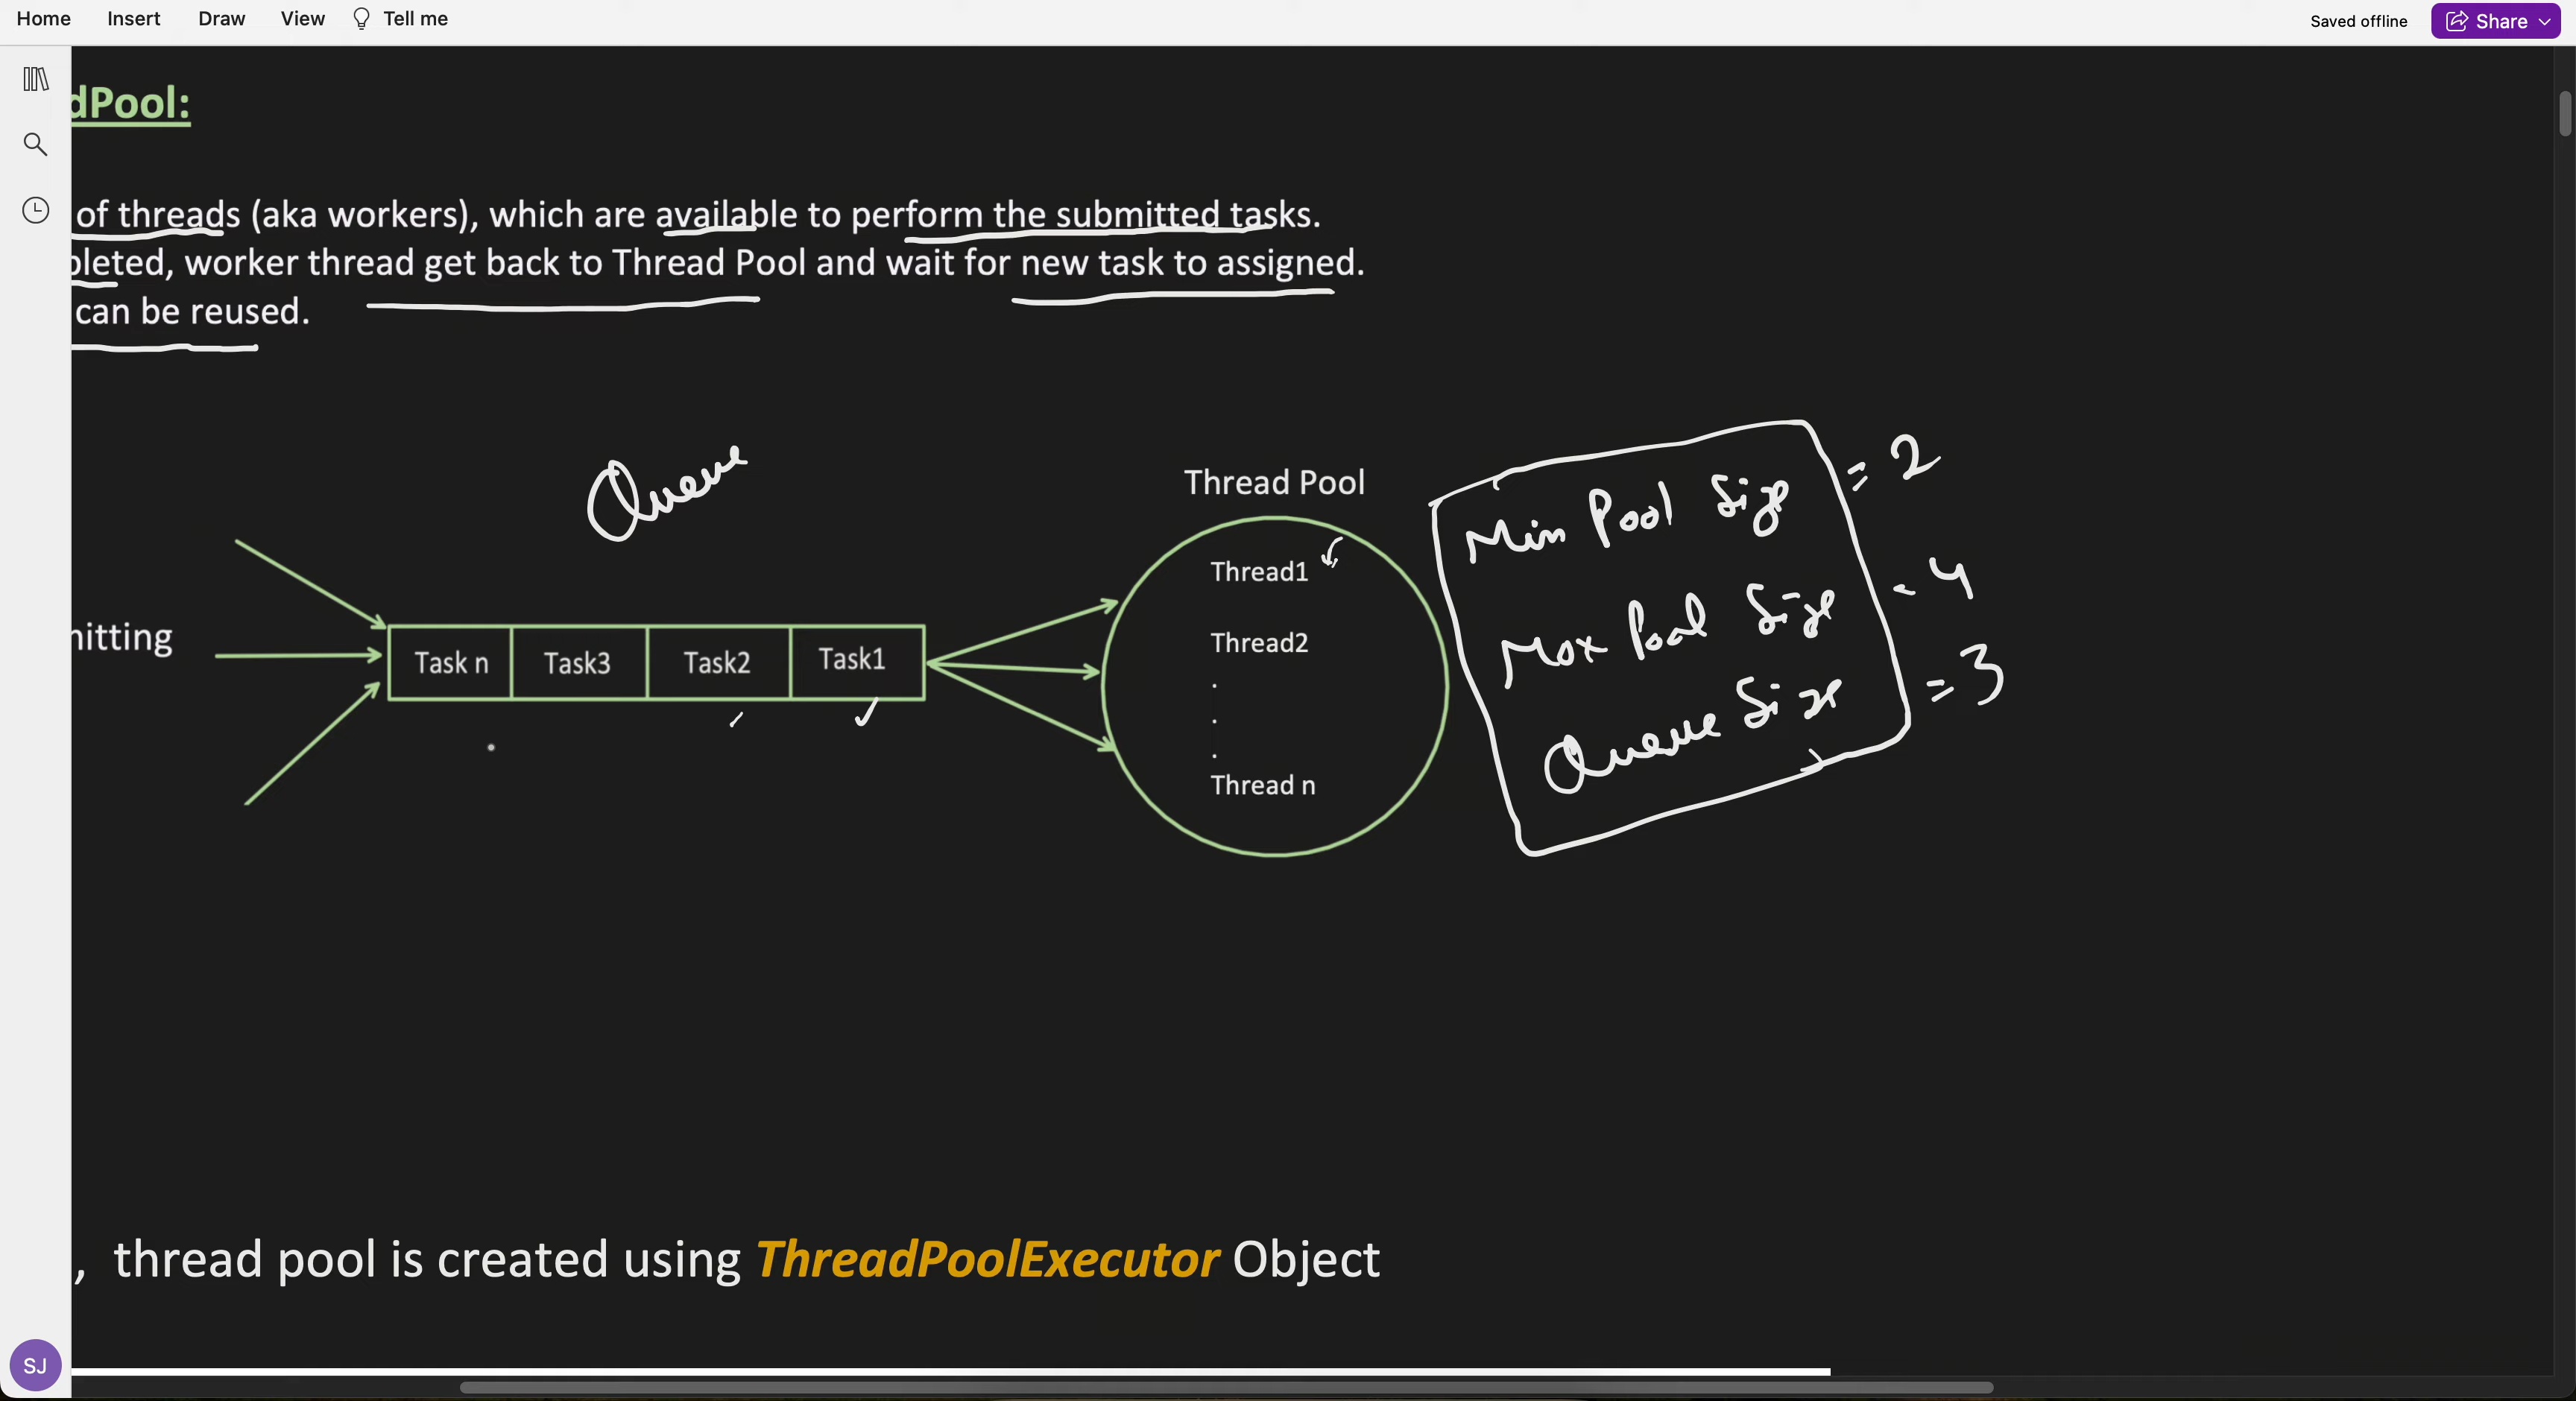 Home Insert Draw View Tell me Saved offline Share
dPool:
of threads (aka workers), which are available to perform the submitted tasks.
pleted, worker thread get back to Thread Pool and wait for new task to assigned.
can be reused.
Queue
Thread Pool
Min Pool Size = 2
Thread1
Max Pool Size - 4
mitting
Thread2
Task n Task3 Task2 Task1
Queue Size = 3
.
.
.
Thread n
, thread pool is created using ThreadPoolExecutor Object
SJ